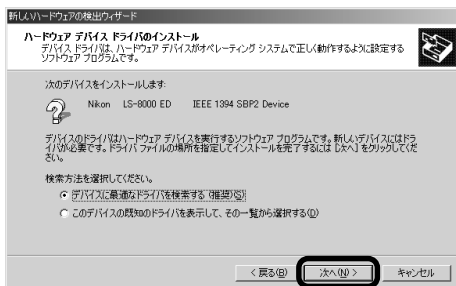 新しいハードウェアの検出ウィザード
ハードウェア デバイス ドライバのインストール
デバイス ドライバは、ハードウェア デバイスがオペレーティング システムで正しく動作するように設定する
ソフトウェア プログラムです。
次のデバイスをインストールします:
Nikon LS-8000 ED IEEE 1394 SBP2 Device
デバイスのドライバはハードウェア デバイスを実行するソフトウェア プログラムです。新しいデバイスにはドラ
イバが必要です。ドライバ ファイルの場所を指定してインストールを完了するには [次へ] をクリックしてくだ
さい。
検索方法を選択してください。
デバイスに最適なドライバを検索する (推奨)(S)
このデバイスの既知のドライバを表示して、その一覧から選択する(D)
< 戻る(B) 次へ(N) > キャンセル